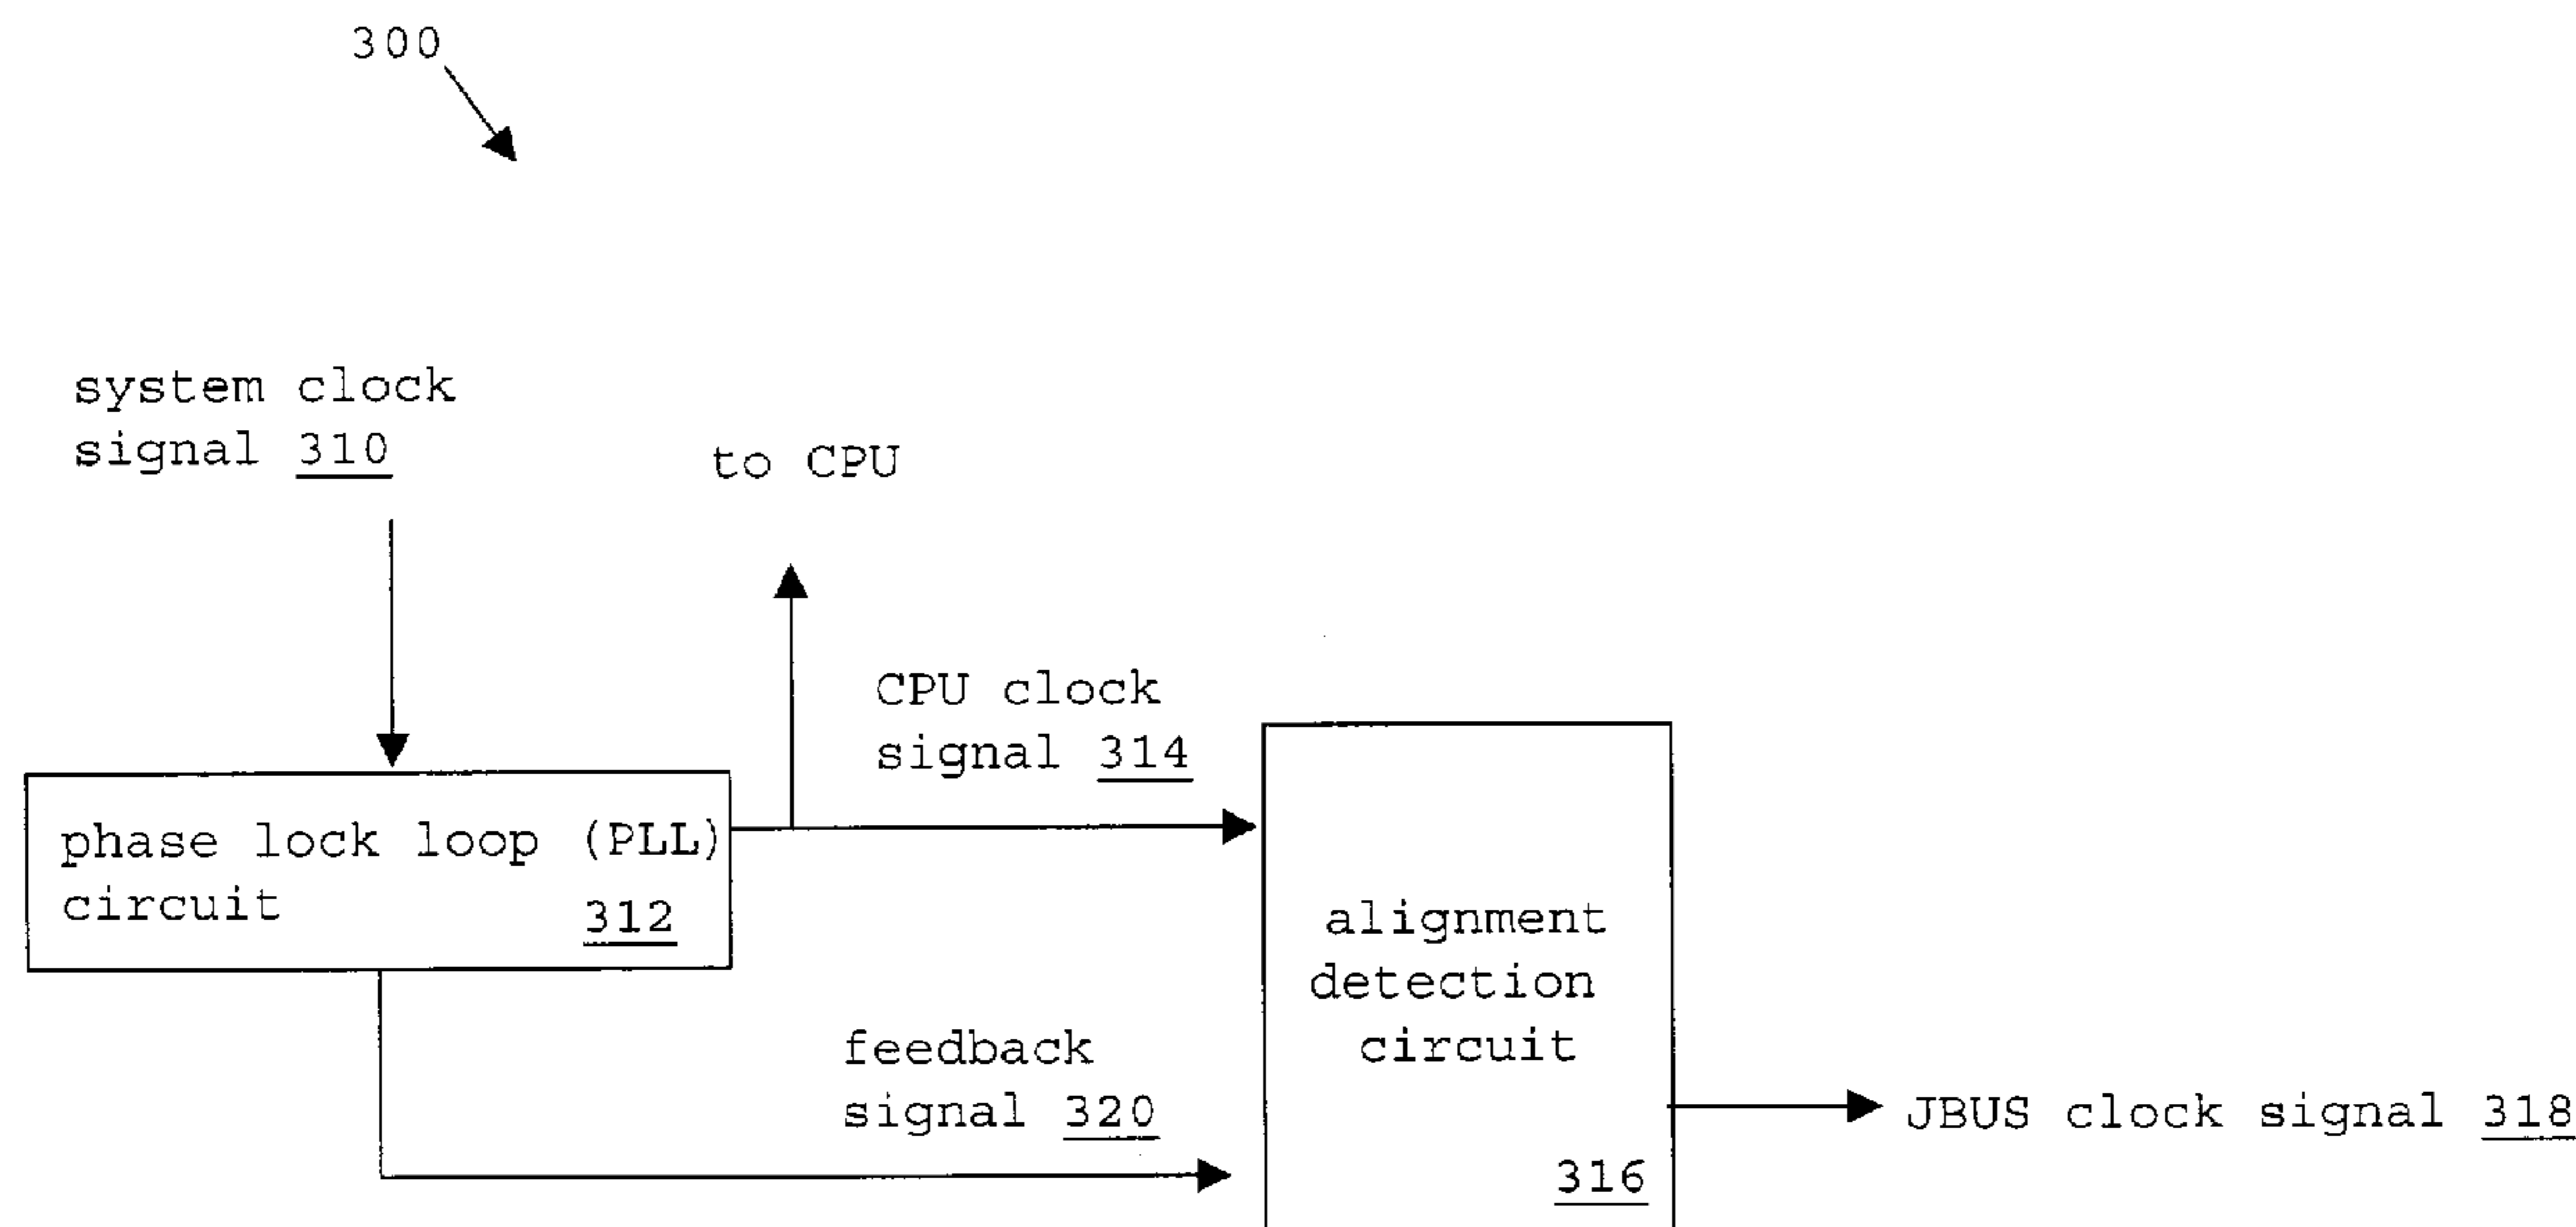 300
system clock
signal 310
to CPU
CPU clock
signal 314
phase lock loop (PLL)
circuit
312
alignment
detection
circuit
316
feedback
signal 320
JBUS clock signal 318